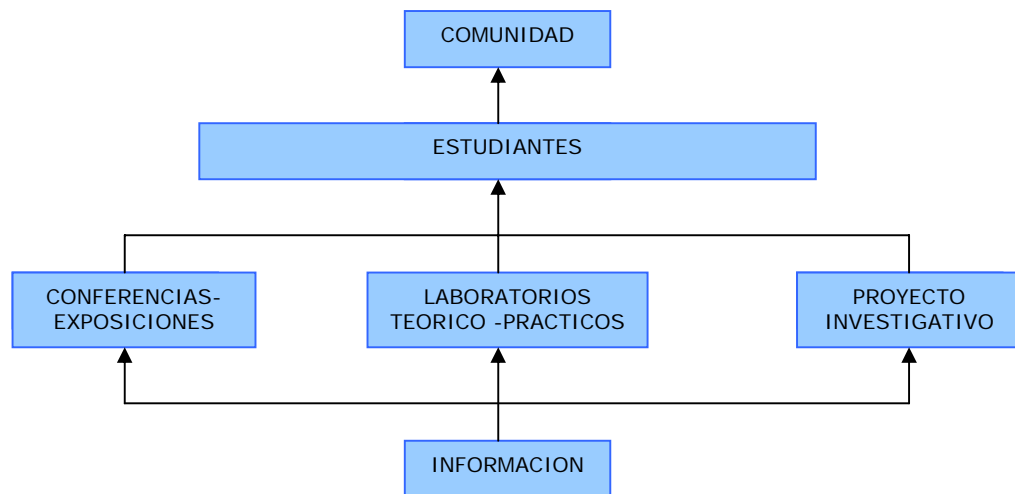 COMUNIDAD
ESTUDIANTES
CONFERENCIAS-
EXPOSICIONES
LABORATORIOS
TEORICO -PRACTICOS
PROYECTO
INVESTIGATIVO
INFORMACION